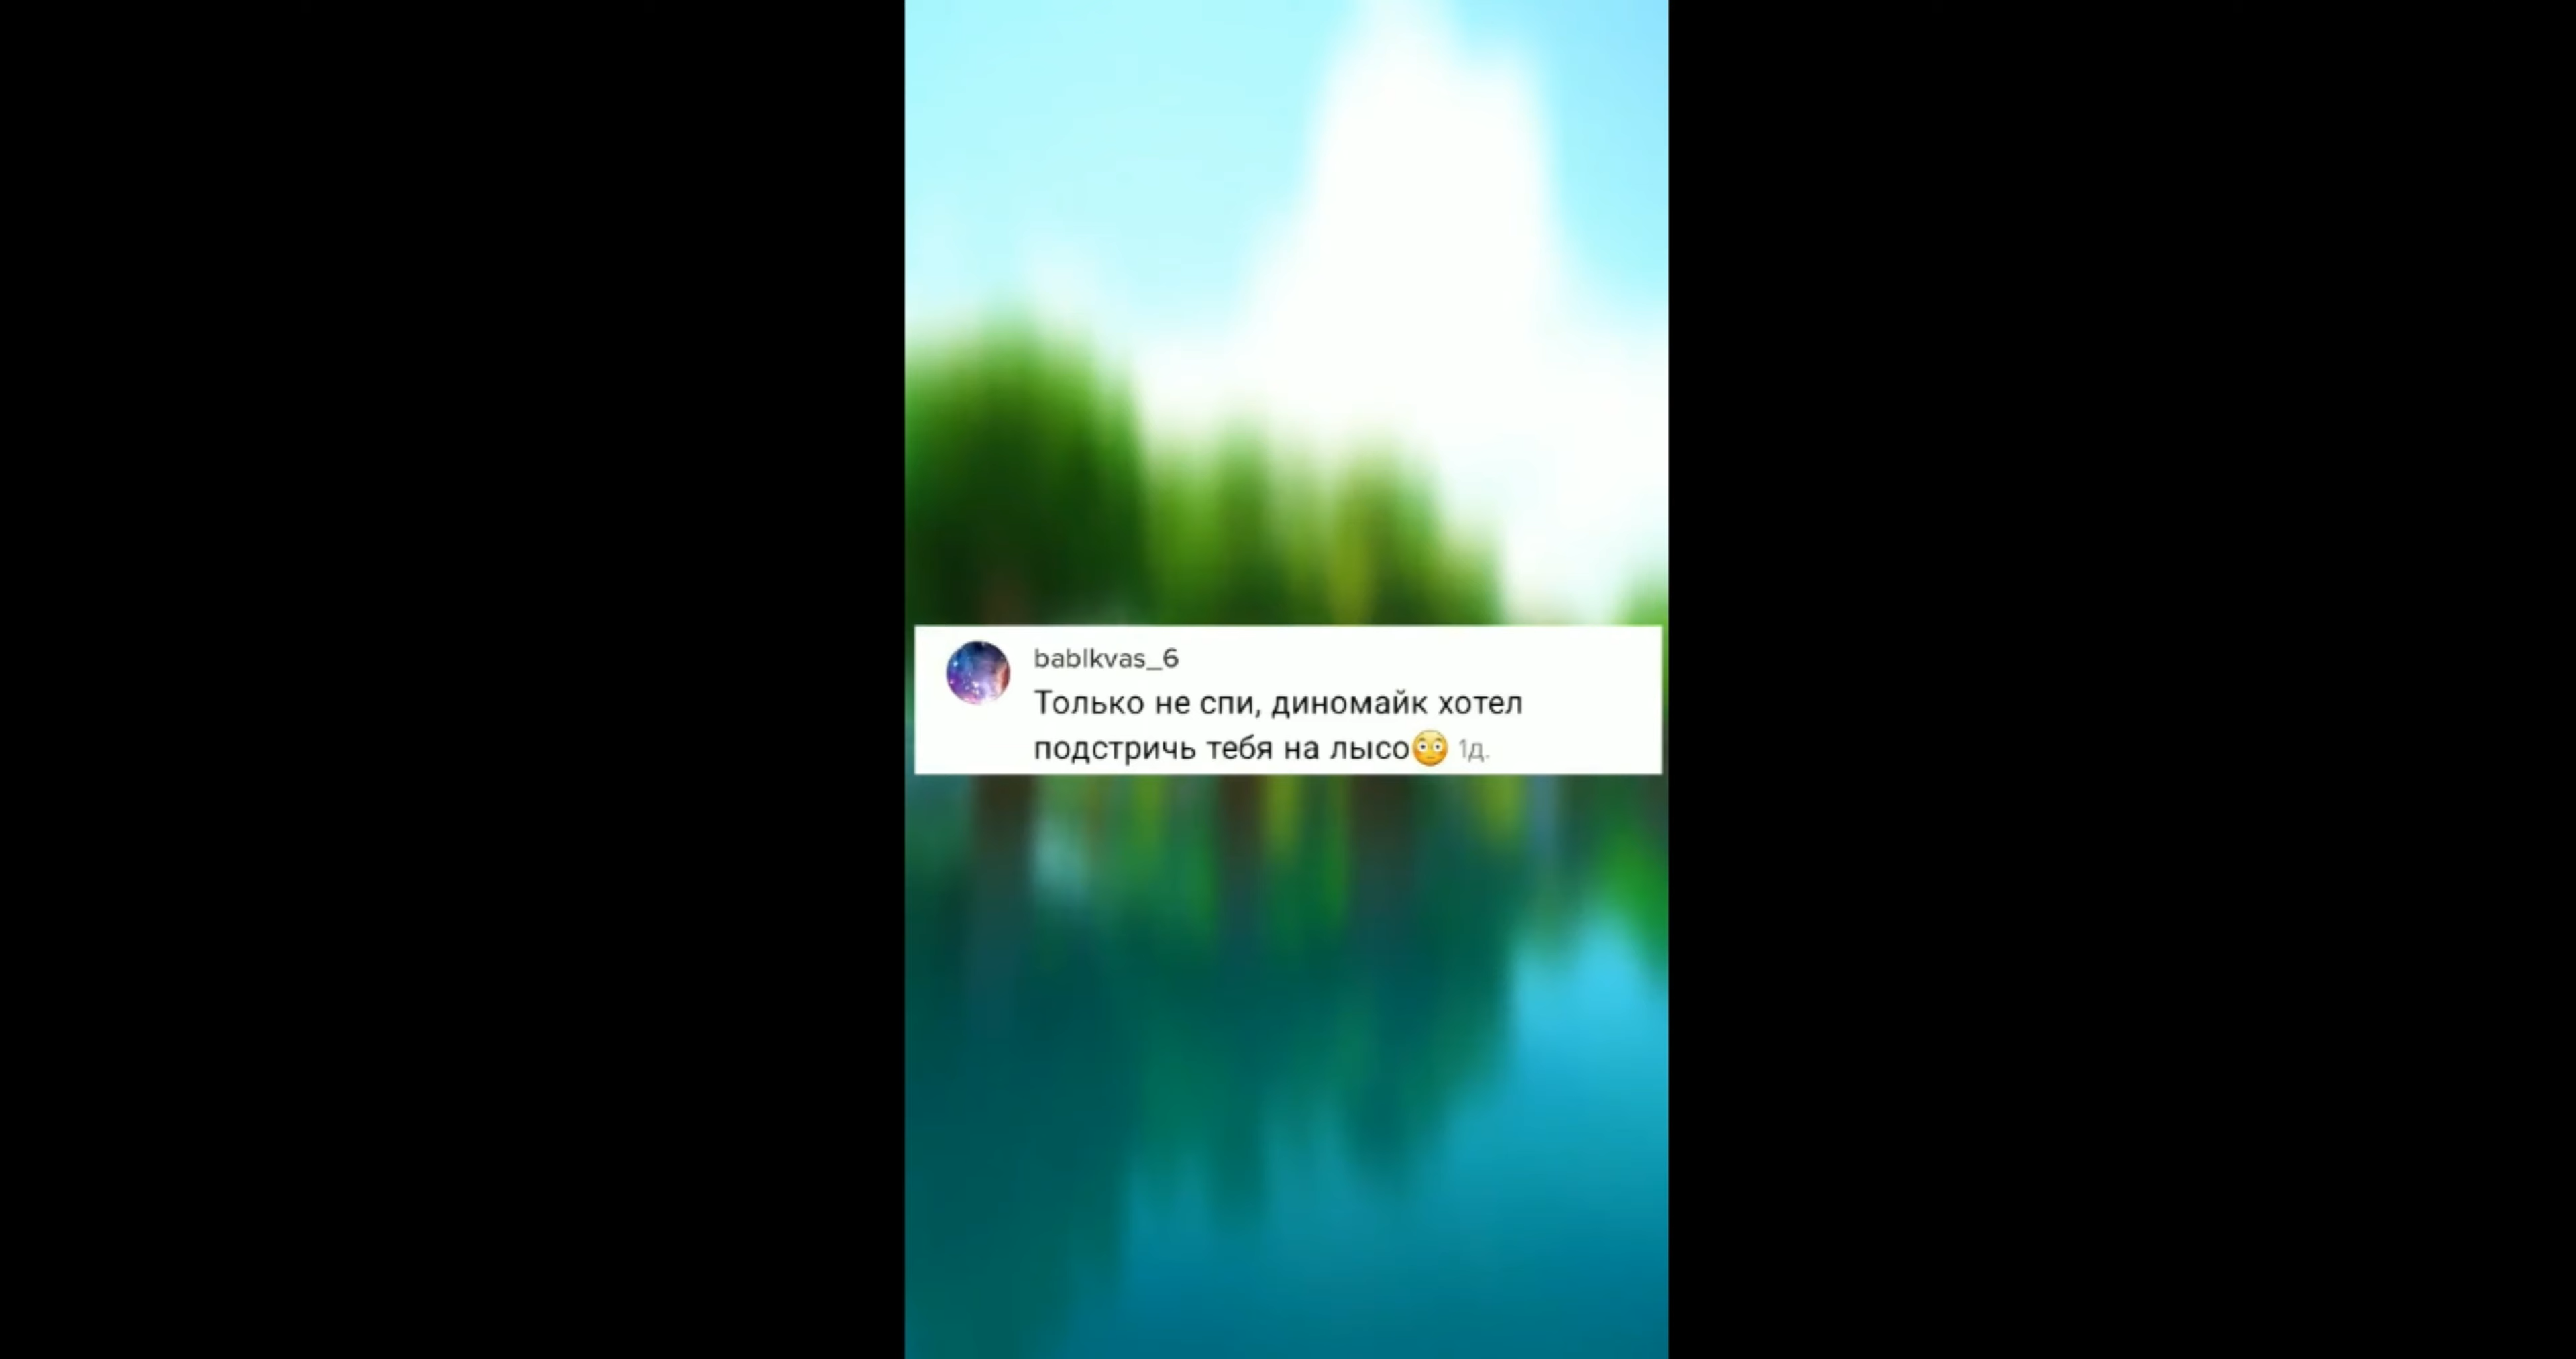 bablkvas_6
Только не спи, диномайк хотел
подстричь тебя на лысо😳 1д.